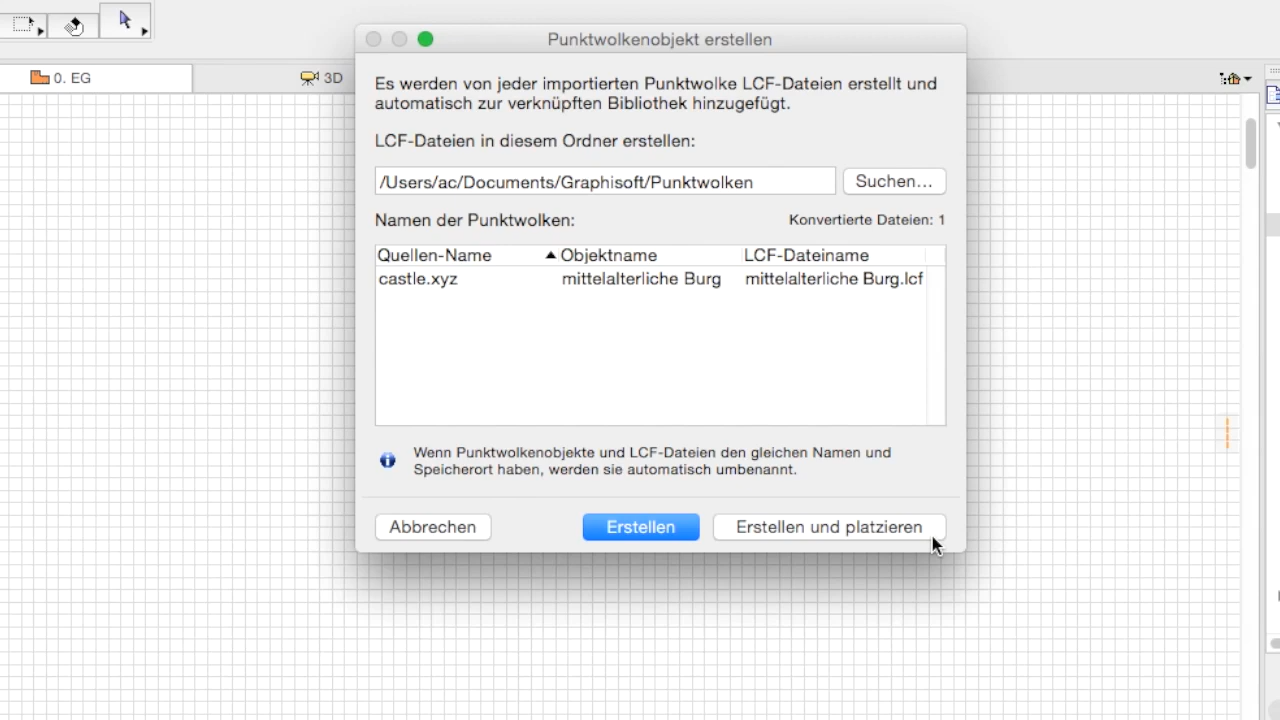 Punktwolkenobjekt erstellen
0. EG
3D
Es werden von jeder importierten Punktwolke LCF-Dateien erstellt und
automatisch zur verknüpften Bibliothek hinzugefügt.
LCF-Dateien in diesem Ordner erstellen:
/Users/ac/Documents/Graphisoft/Punktwolken
Suchen...
Namen der Punktwolken:
Konvertierte Dateien: 1
Quellen-Name Objektname LCF-Dateiname
castle.xyz mittelalterliche Burg mittelalterliche Burg.lcf
Wenn Punktwolkenobjekte und LCF-Dateien den gleichen Namen und
Speicherort haben, werden sie automatisch umbenannt.
Abbrechen
Erstellen
Erstellen und platzieren